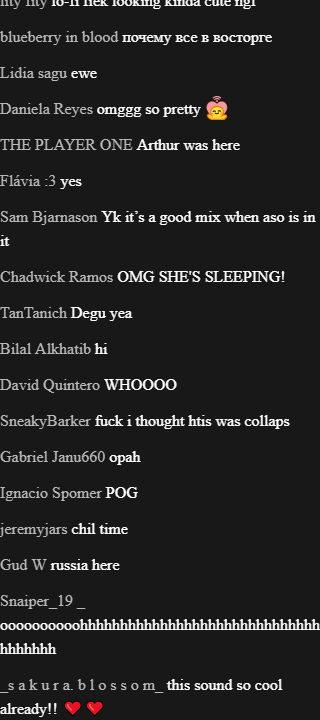 lo-fi fiek looking kinda cute ngl
blueberry in blood почему все в восторге
Lidia sagu ewe
Daniela Reyes omggg so pretty
THE PLAYER ONE Arthur was here
Flávia :3 yes
Sam Bjarnason Yk it’s a good mix when aso is in
it
Chadwick Ramos OMG SHE'S SLEEPING!
TanTanich Degu yea
Bilal Alkhatib hi
David Quintero WHOOOO
SneakyBarker fuck i thought htis was collaps
Gabriel Janu660 opah
Ignacio Spomer POG
jeremyjars chil time
Gud W russia here
Snaiper_19 _
oooooooooohhhhhhhhhhhhhhhhhhhhhhhhhhhhhh
hhhhhhh
_s a k u r a. b l o s s o m_ this sound so cool
already!!